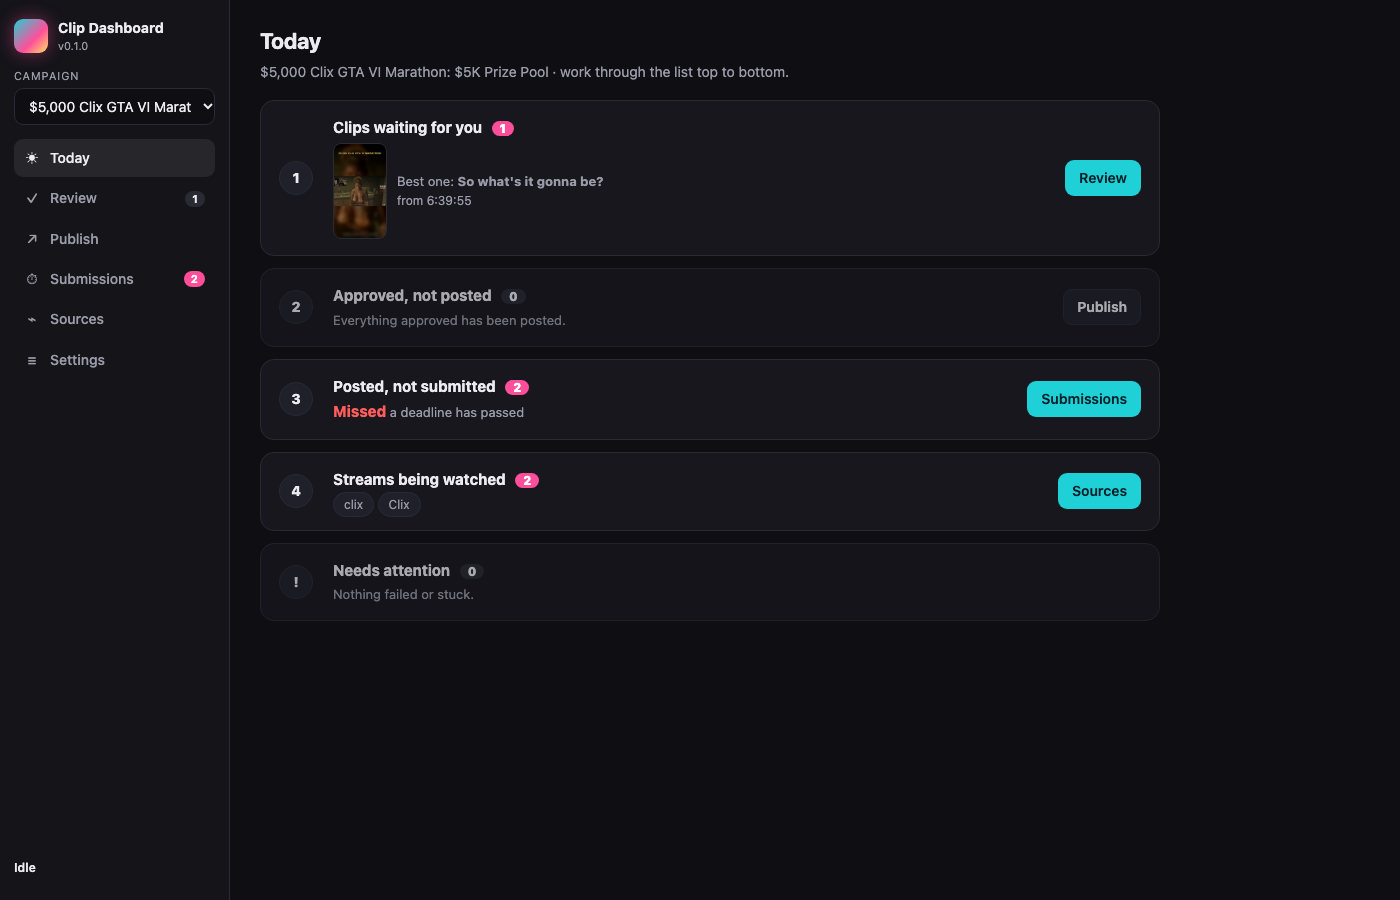 Clip Dashboard
v0.1.0
CAMPAIGN
$5,000 Clix GTA VI Marat
Today
Review 1
Publish
Submissions 2
Sources
Settings
Idle
Today
$5,000 Clix GTA VI Marathon: $5K Prize Pool · work through the list top to bottom.
1
Clips waiting for you 1
Best one: So what's it gonna be?
from 6:39:55
Review
2
Approved, not posted 0
Everything approved has been posted.
Publish
3
Posted, not submitted 2
Missed a deadline has passed
Submissions
4
Streams being watched 2
clix Clix
Sources
!
Needs attention 0
Nothing failed or stuck.